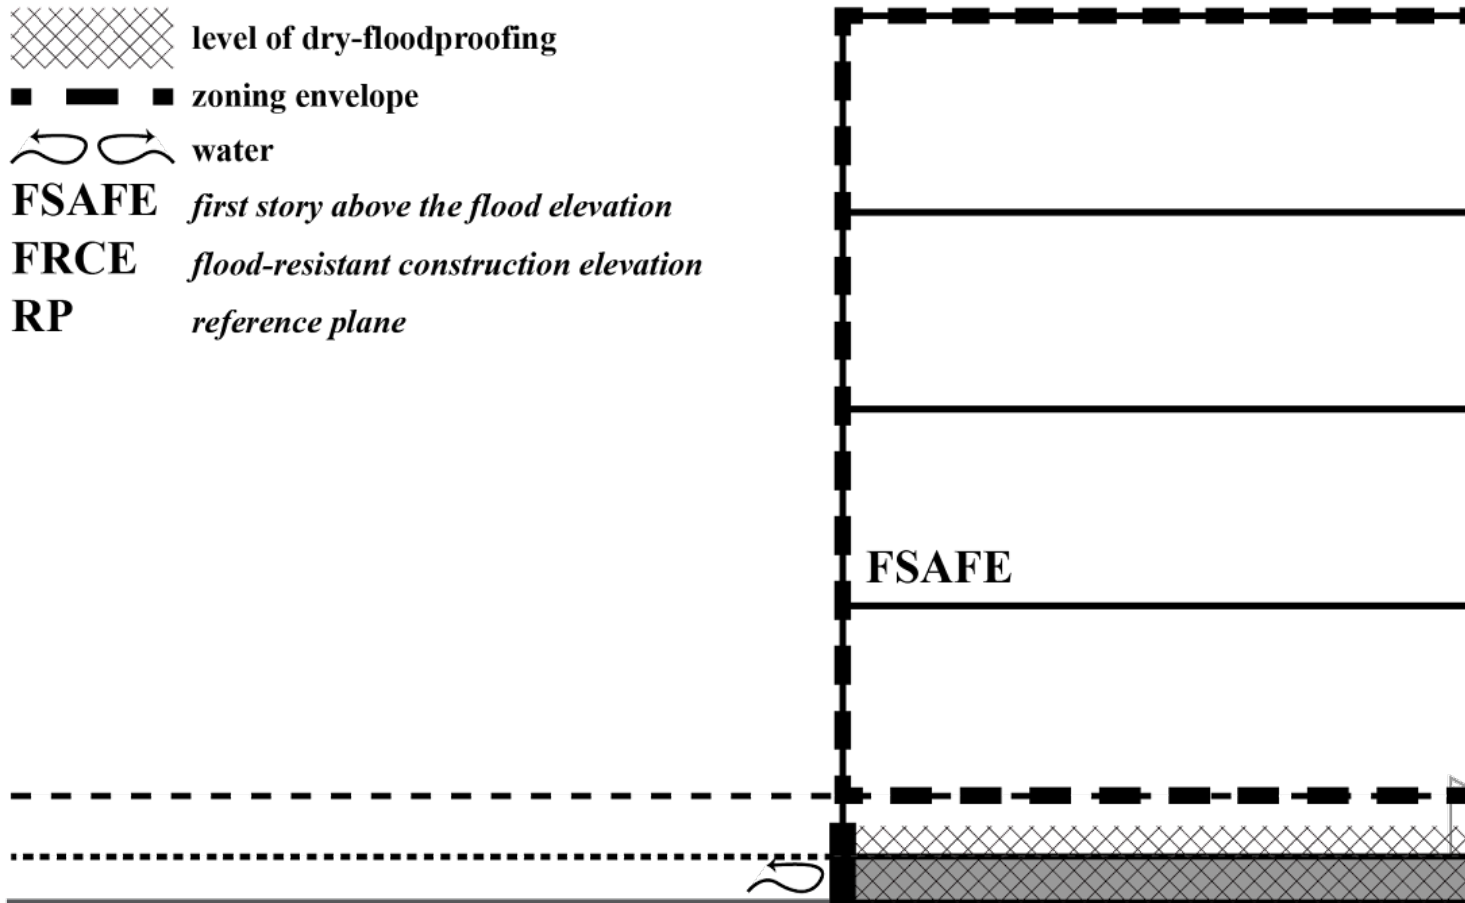 level of dry-floodproofing
zoning envelope
water
FSAFE first story above the flood elevation
FRCE flood-resistant construction elevation
RP reference plane
FSAFE